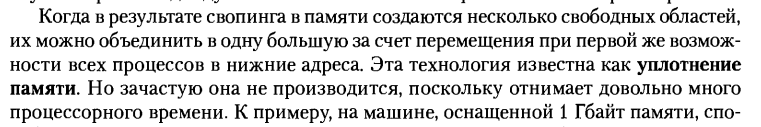 Когда в результате свопинга в памяти создаются несколько свободных областей,
их можно объединить в одну большую за счет перемещения при первой же возмож-
ности всех процессов в нижние адреса. Эта технология известна как уплотнение
памяти. Но зачастую она не производится, поскольку отнимает довольно много
процессорного времени. К примеру, на машине, оснащенной 1 Гбайт памяти, спо-